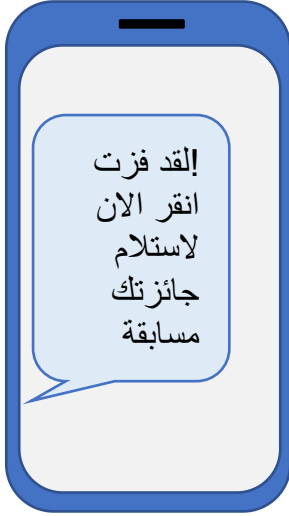 !لقد فزت
انقر الان
لاستلام
جائزتك
مسابقة